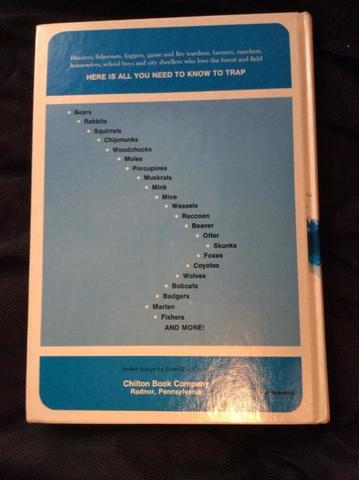 Hunters, fishermen, loggers, game and fire wardens, farmers, ranchers,
housewives, school boys and city dwellers who love the forest and field
HERE IS ALL YOU NEED TO KNOW TO TRAP
• Bears
• Rabbits
• Squirrels
• Chipmunks
• Woodchucks
• Moles
• Porcupines
• Muskrats
• Mink
• Mice
• Weasels
• Raccoon
• Beaver
• Otter
• Skunks
• Foxes
• Coyotes
• Wolves
• Bobcats
• Badgers
• Marten
• Fishers
AND MORE!
Jacket design by Donald
Chilton Book Company
Radnor, Pennsylvania